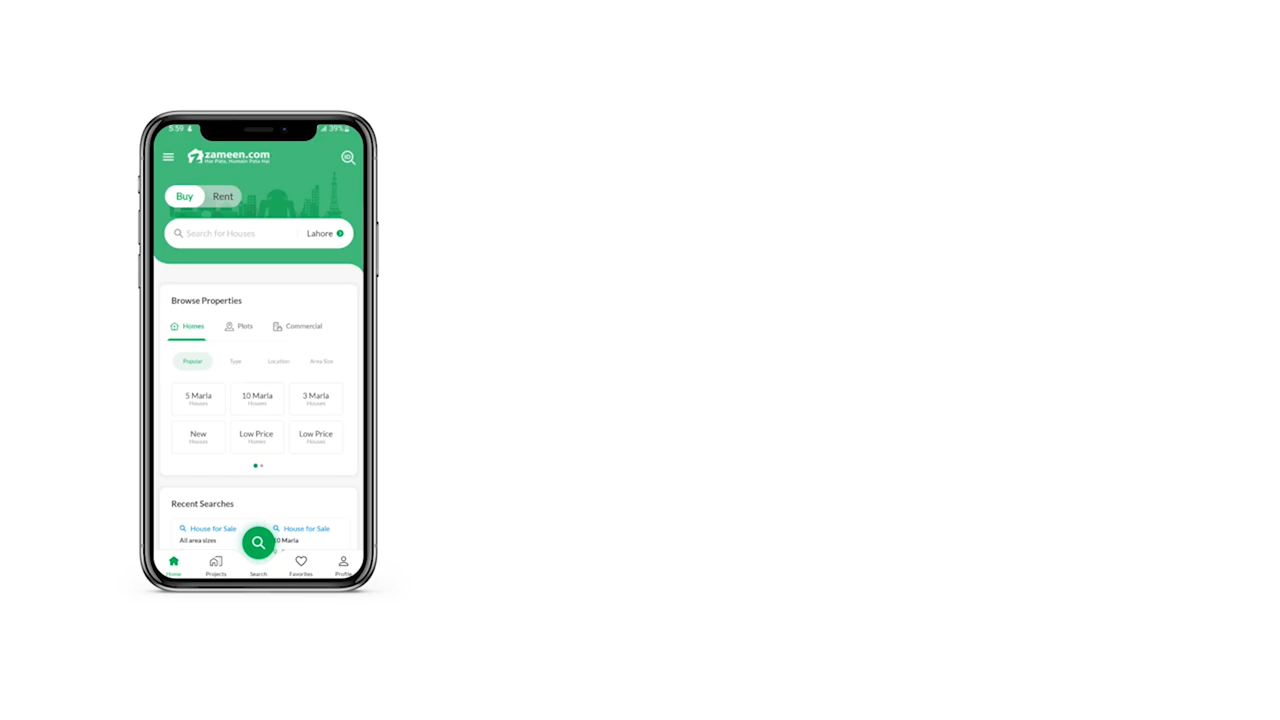 5:59 39%
zameen.com
Har Pata, Humein Pata Hai
Buy Rent
Search for Houses Lahore
Browse Properties
Homes Plots Commercial
Popular Type Location Area Size
5 Marla 10 Marla 3 Marla
Houses Houses Houses
New Low Price Low Price
Houses Homes Houses
Recent Searches
House for Sale House for Sale
All area sizes 10 Marla
Home Projects Search Favorites Profile